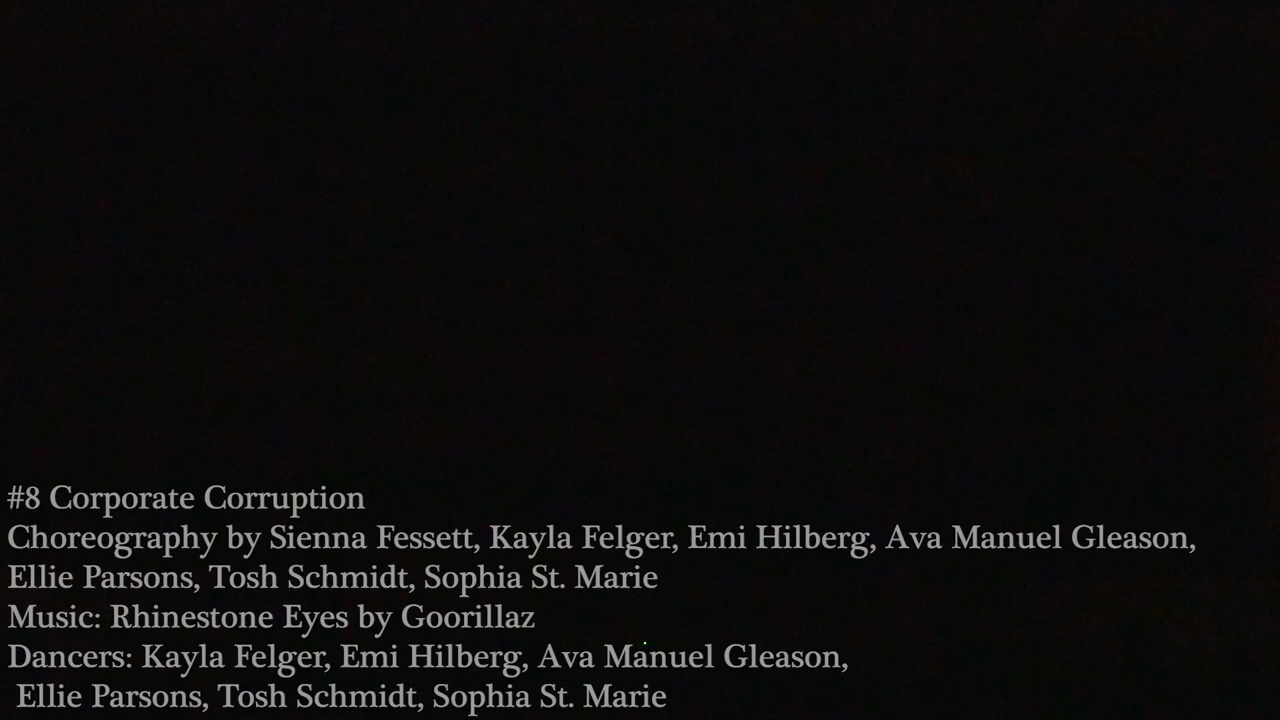 #8 Corporate Corruption
Choreography by Sienna Fessett, Kayla Felger, Emi Hilberg, Ava Manuel Gleason,
Ellie Parsons, Tosh Schmidt, Sophia St. Marie
Music: Rhinestone Eyes by Goorillaz
Dancers: Kayla Felger, Emi Hilberg, Ava Manuel Gleason,
Ellie Parsons, Tosh Schmidt, Sophia St. Marie